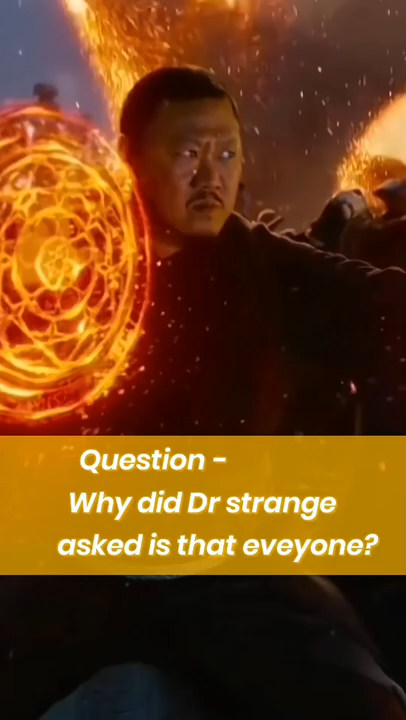 Question -
Why did Dr strange
asked is that eveyone?